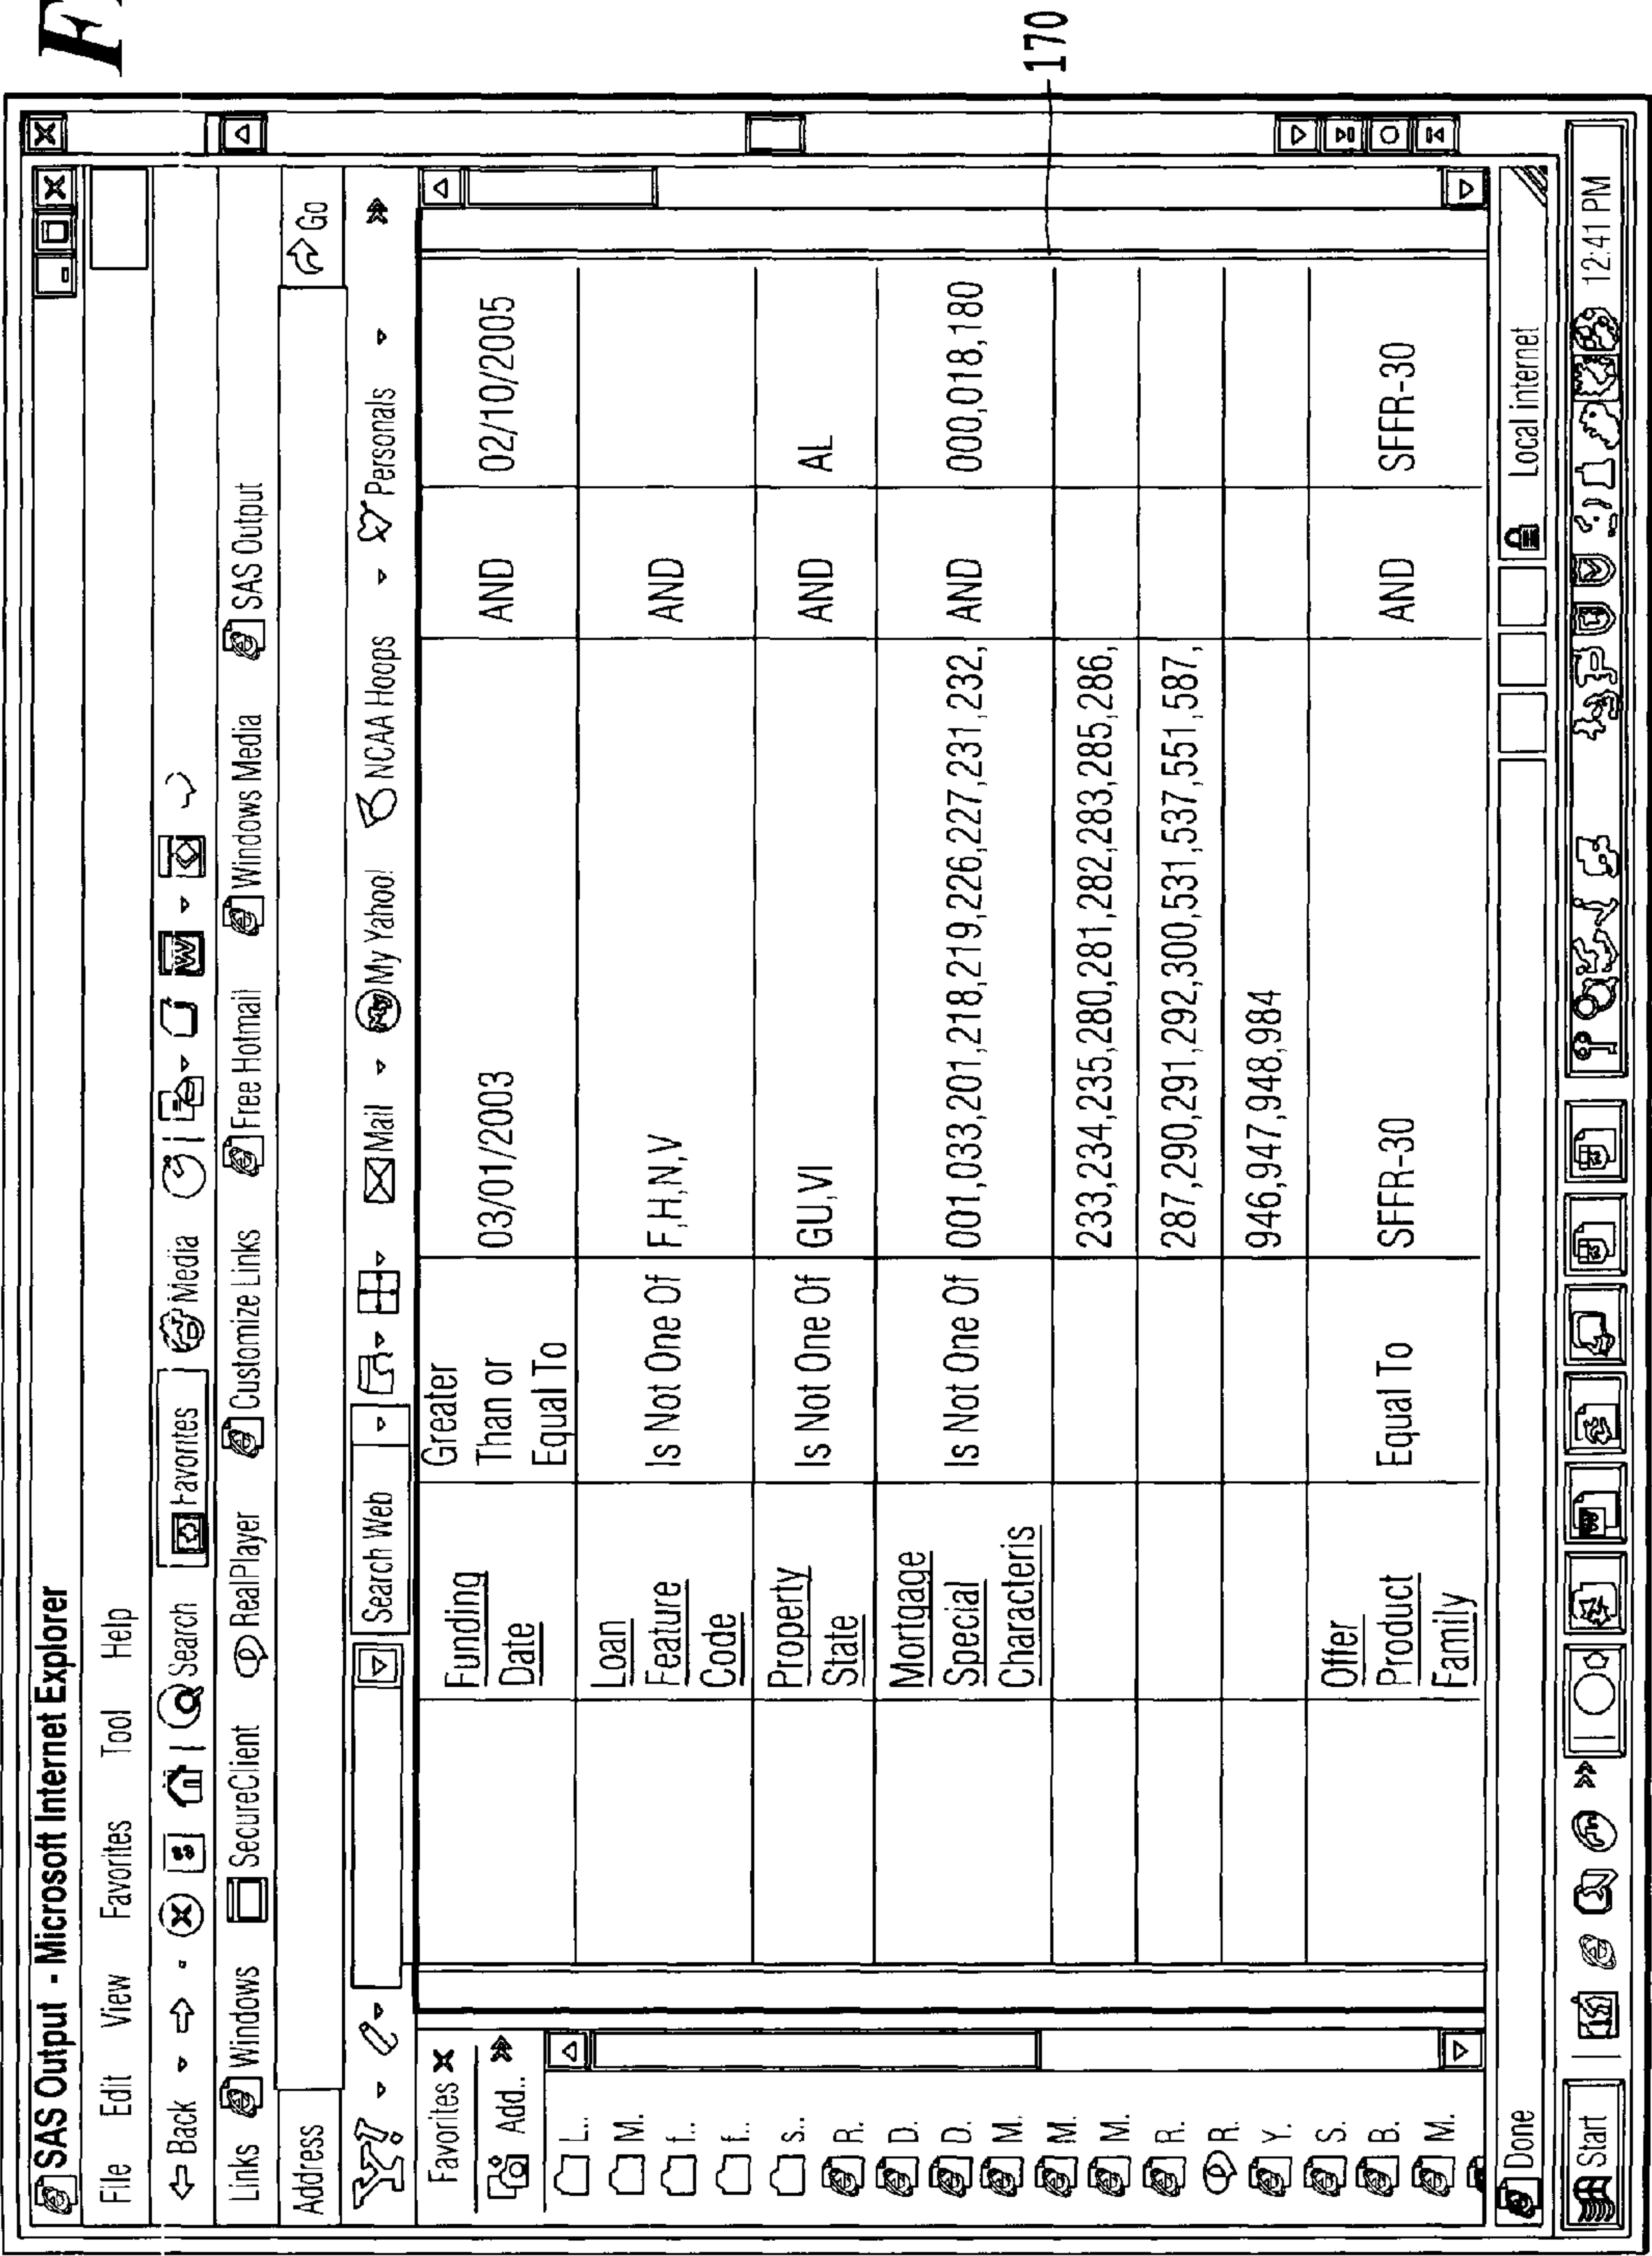 F
SAS Output - Microsoft Internet Explorer
File Edit View Favorites Tool Help
Back Search Favorites Media
Links Windows SecureClient RealPlayer Customize Links Free Hotmail Windows Media SAS Output
Address Go
Y! Search Web Mail My Yahoo! NCAA Hoops Personals
Favorites X
Add..
L..
M.
f..
f..
s..
R.
D.
D.
M.
M.
M.
R.
R.
Y.
S.
B.
M.
Funding Date Greater Than or Equal To 03/01/2003 AND 02/10/2005
Loan Feature Code Is Not One Of F,H,N,V AND
Property State Is Not One Of GU,VI AND AL
Mortgage Special Characteris Is Not One Of 001,033,201,218,219,226,227,231,232, AND 000,018,180
233,234,235,280,281,282,283,285,286,
287,290,291,292,300,531,537,551,587,
946,947,948,984
Offer Product Family Equal To SFFR-30 AND SFFR-30
170
Done Local internet
Start 12:41 PM